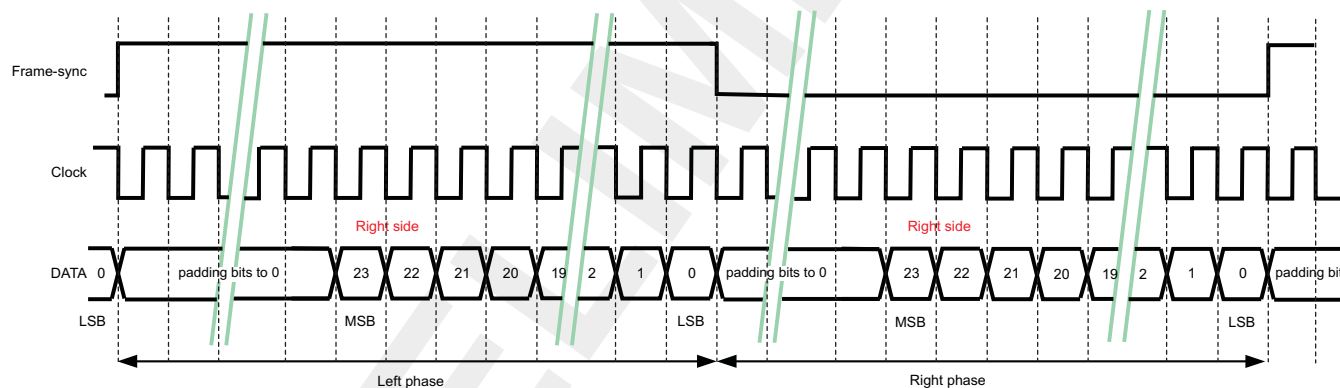 Frame-sync
Clock
Right side
Right side
DATA 0 padding bits to 0 23 22 21 20 19 2 1 0 padding bits to 0 23 22 21 20 19 2 1 0 padding bit
LSB MSB LSB MSB LSB
Left phase Right phase